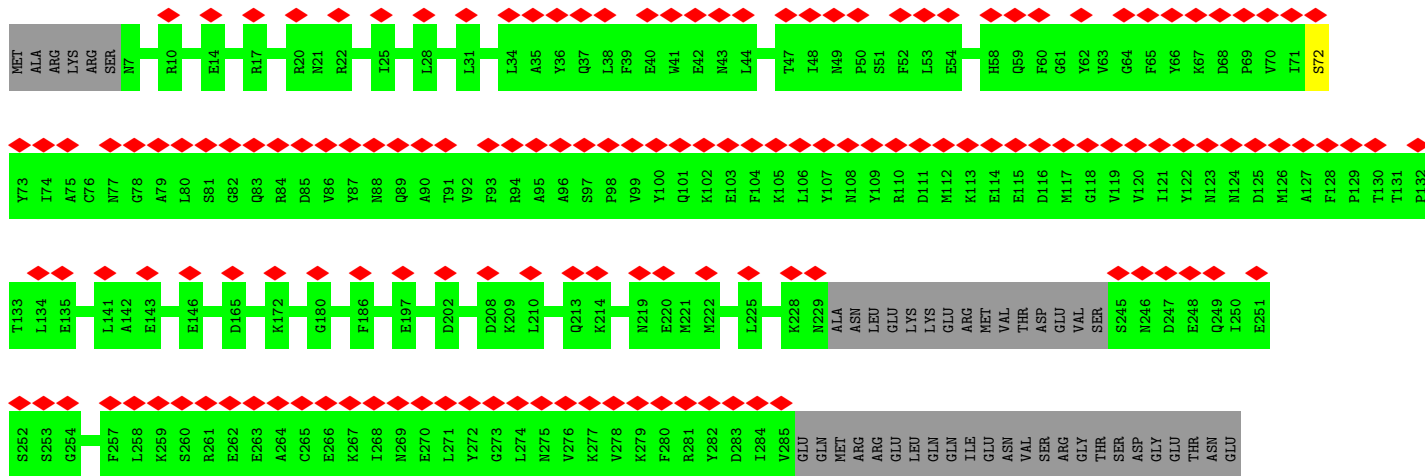 MET ALA ARG LYS ARG SER N7 R10 E14 R17 R20 N21 R22 I25 L28 L31 L34 A35 Y36 Q37 L38 F39 E40 W41 E42 N43 L44 T47 I48 N49 P50 S51 F52 L53 E54 H58 Q59 F60 G61 Y62 V63 G64 F65 Y66 K67 D68 P69 V70 I71 S72
Y73 I74 A75 C76 N77 G78 A79 L80 S81 G82 Q83 R84 D85 V86 Y87 N88 Q89 A90 T91 V92 F93 R94 A95 A96 S97 P98 V99 Y100 Q101 K102 E103 F104 K105 L106 Y107 N108 Y109 R110 D111 M112 K113 E114 E115 D116 M117 G118 V119 V120 I121 Y122 N123 N124 D125 M126 A127 F128 P129 T130 T131 P132
T133 L134 E135 L141 A142 E143 E146 D165 K172 G180 F186 E197 D202 D208 K209 L210 Q213 K214 N219 E220 M221 M222 L225 K228 N229 ALA ASN LEU GLU LYS LYS GLU ARG MET VAL THR ASP GLU VAL SER S245 N246 D247 E248 Q249 I250 E251
S252 S253 G254 F257 L258 K259 S260 R261 E262 E263 A264 C265 E266 K267 I268 N269 E270 L271 Y272 G273 L274 N275 V276 K277 V278 K279 F280 R281 Y282 D283 I284 V285 GLU GLN MET ARG ARG GLU LEU GLN GLN ILE GLU ASN VAL SER ARG GLY THR SER ASP GLY GLU THR ASN GLU